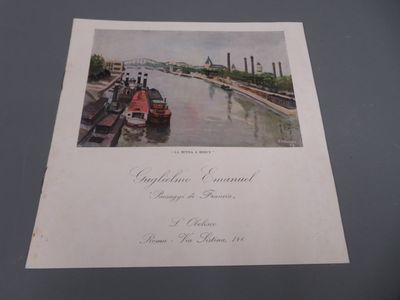 "LA SENNA A BERCY"
Guglielmo Emanuel
"Paesaggi di Francia"
L'Obelisco
Roma - Via Sistina, 146